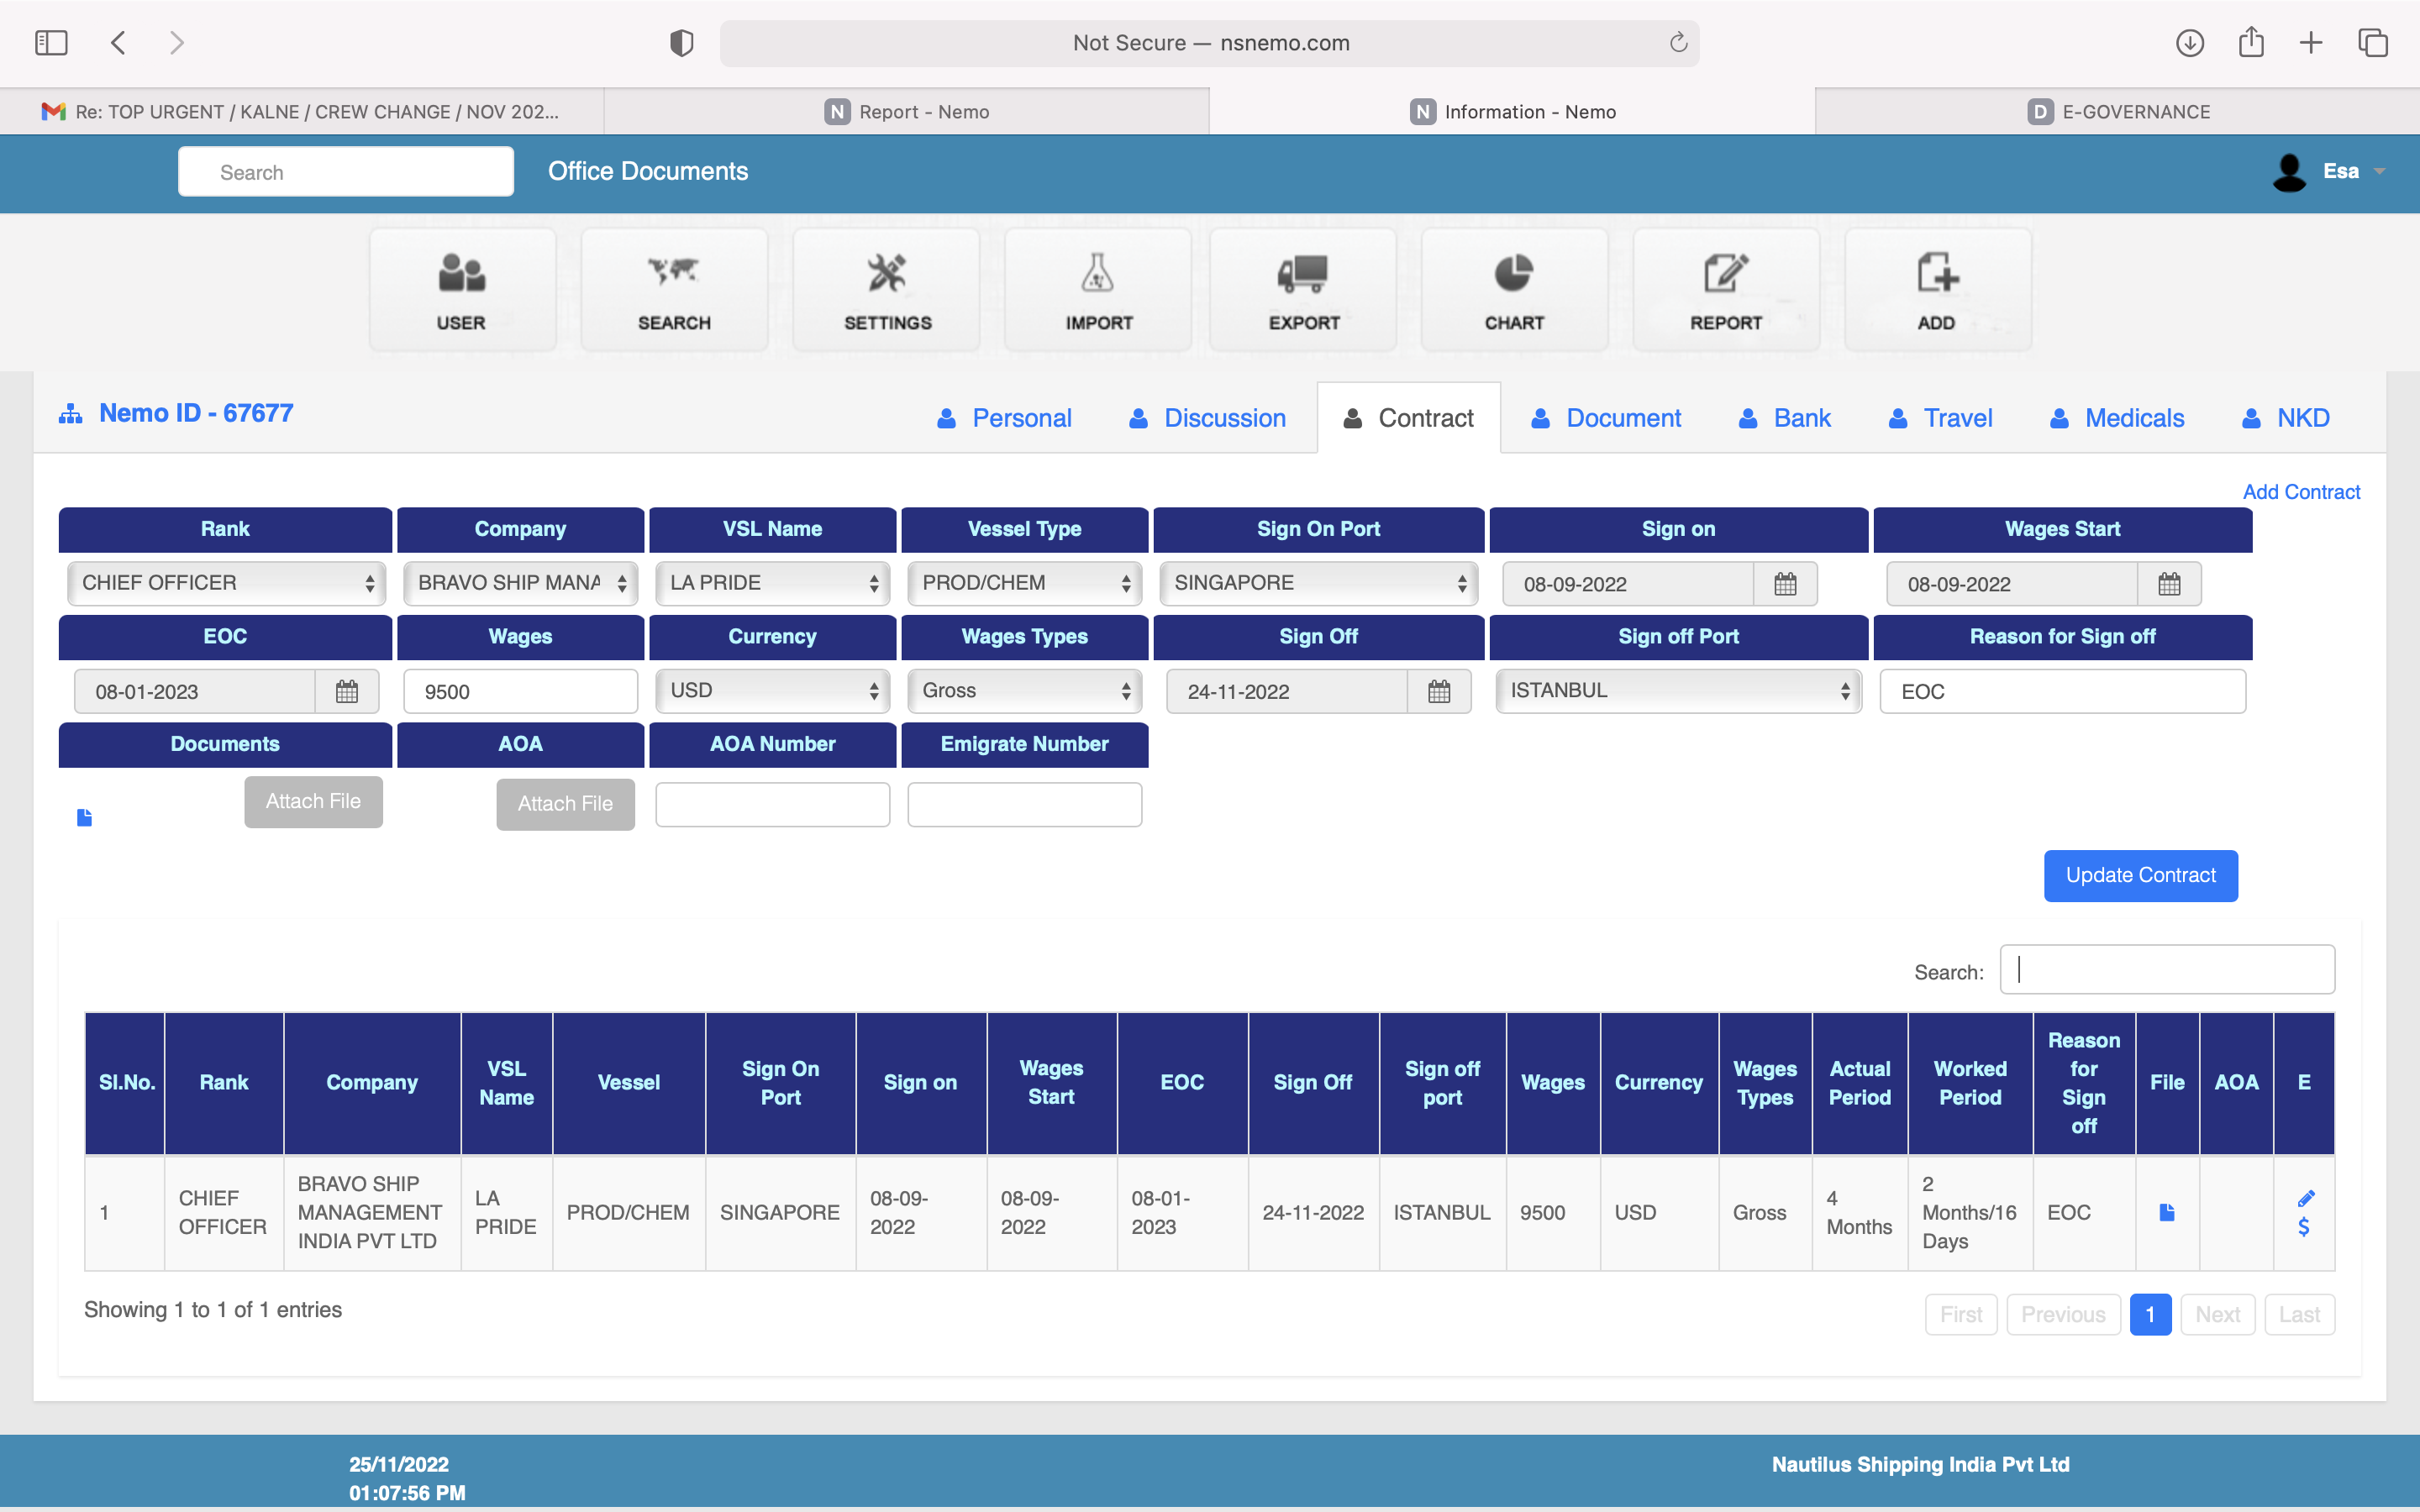 Not Secure — nsnemo.com
Re: TOP URGENT / KALNE / CREW CHANGE / NOV 202...
N Report - Nemo
N Information - Nemo
D E-GOVERNANCE
Search
Office Documents
Esa
USER
SEARCH
SETTINGS
IMPORT
EXPORT
CHART
REPORT
ADD
Nemo ID - 67677
Personal
Discussion
Contract
Document
Bank
Travel
Medicals
NKD
Add Contract
Rank Company VSL Name Vessel Type Sign On Port Sign on Wages Start
CHIEF OFFICER BRAVO SHIP MANA LA PRIDE PROD/CHEM SINGAPORE 08-09-2022 08-09-2022
EOC Wages Currency Wages Types Sign Off Sign off Port Reason for Sign off
08-01-2023 9500 USD Gross 24-11-2022 ISTANBUL EOC
Documents AOA AOA Number Emigrate Number
Attach File Attach File
Update Contract
Search:
Sl.No. Rank Company VSL Name Vessel Sign On Port Sign on Wages Start EOC Sign Off Sign off port Wages Currency Wages Types Actual Period Worked Period Reason for Sign off File AOA E
1 CHIEF OFFICER BRAVO SHIP MANAGEMENT INDIA PVT LTD LA PRIDE PROD/CHEM SINGAPORE 08-09-2022 08-09-2022 08-01-2023 24-11-2022 ISTANBUL 9500 USD Gross 4 Months 2 Months/16 Days EOC
Showing 1 to 1 of 1 entries
First Previous 1 Next Last
25/11/2022
01:07:56 PM
Nautilus Shipping India Pvt Ltd